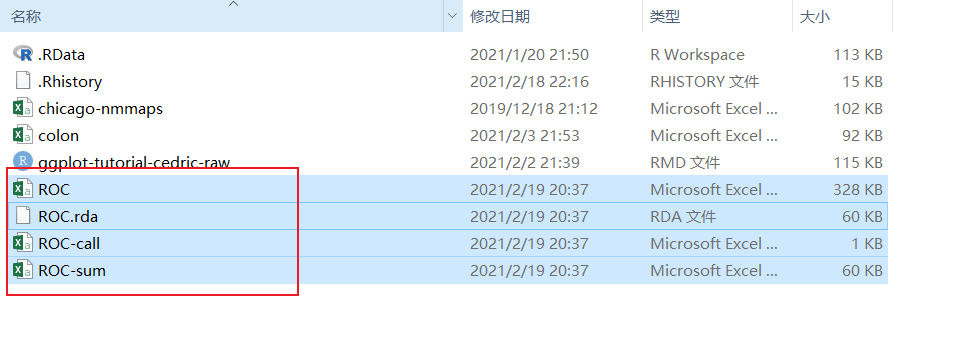 名称 修改日期 类型 大小
.RData 2021/1/20 21:50 R Workspace 113 KB
.Rhistory 2021/2/18 22:16 RHISTORY 文件 15 KB
chicago-nmmaps 2019/12/18 21:12 Microsoft Excel ... 102 KB
colon 2021/2/3 21:53 Microsoft Excel ... 92 KB
ggplot-tutorial-cedric-raw 2021/2/2 21:39 RMD 文件 115 KB
ROC 2021/2/19 20:37 Microsoft Excel ... 328 KB
ROC.rda 2021/2/19 20:37 RDA 文件 60 KB
ROC-call 2021/2/19 20:37 Microsoft Excel ... 1 KB
ROC-sum 2021/2/19 20:37 Microsoft Excel ... 60 KB